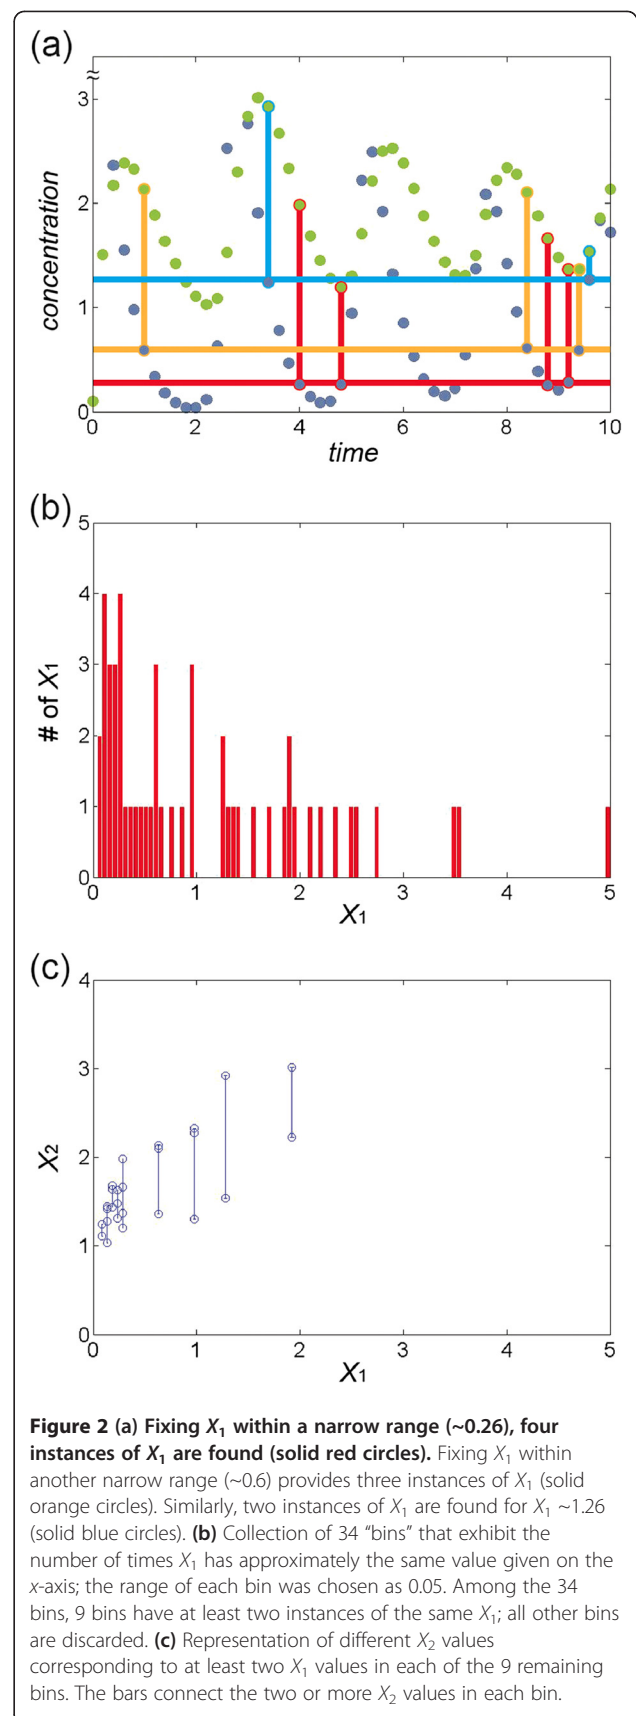 (a)
≈
3
2
1
0
concentration
0 2 4 6 8 10
time
(b)
5
4
3
2
1
0
# of X1
0 1 2 3 4 5
X1
(c)
4
3
2
1
0
X2
0 1 2 3 4 5
X1
Figure 2 (a) Fixing X1 within a narrow range (~0.26), four
instances of X1 are found (solid red circles). Fixing X1 within
another narrow range (~0.6) provides three instances of X1 (solid
orange circles). Similarly, two instances of X1 are found for X1 ~1.26
(solid blue circles). (b) Collection of 34 “bins” that exhibit the
number of times X1 has approximately the same value given on the
x-axis; the range of each bin was chosen as 0.05. Among the 34
bins, 9 bins have at least two instances of the same X1; all other bins
are discarded. (c) Representation of different X2 values
corresponding to at least two X1 values in each of the 9 remaining
bins. The bars connect the two or more X2 values in each bin.